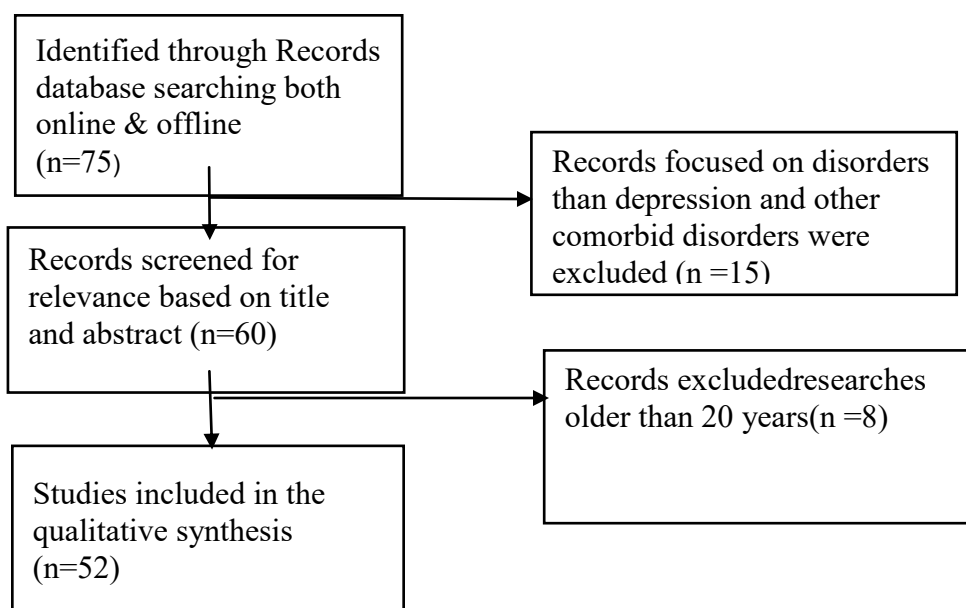 Identified through Records
database searching both
online & offline
(n=75)
Records focused on disorders
than depression and other
comorbid disorders were
excluded (n =15)
Records screened for
relevance based on title
and abstract (n=60)
Records excludedresearches
older than 20 years(n =8)
Studies included in the
qualitative synthesis
(n=52)